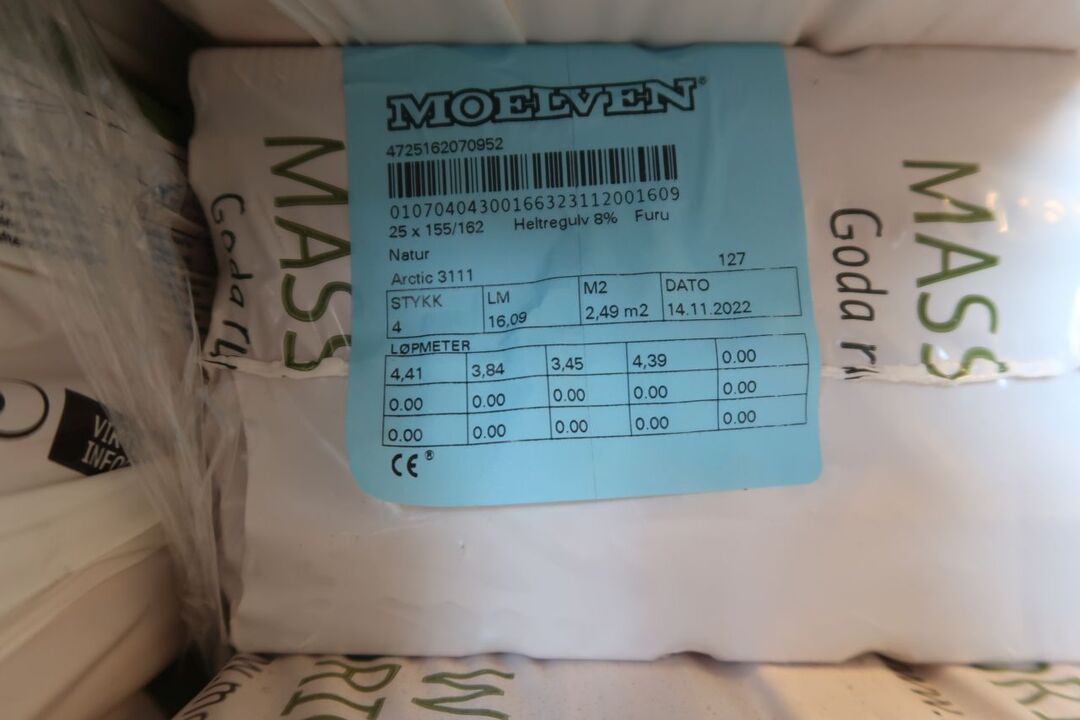 MOELVEN®
4725162070952
01070404300166323112001609
25 x 155/162 Heltregulv 8% Furu
Natur
Arctic 3111 127
STYKK LM M2 DATO
4 16,09 2,49 m2 14.11.2022
LØPMETER
4,41 3,84 3,45 4,39 0.00
0.00 0.00 0.00 0.00 0.00
0.00 0.00 0.00 0.00 0.00
CE®
MASS
Goda
MASS
Goda
INFO